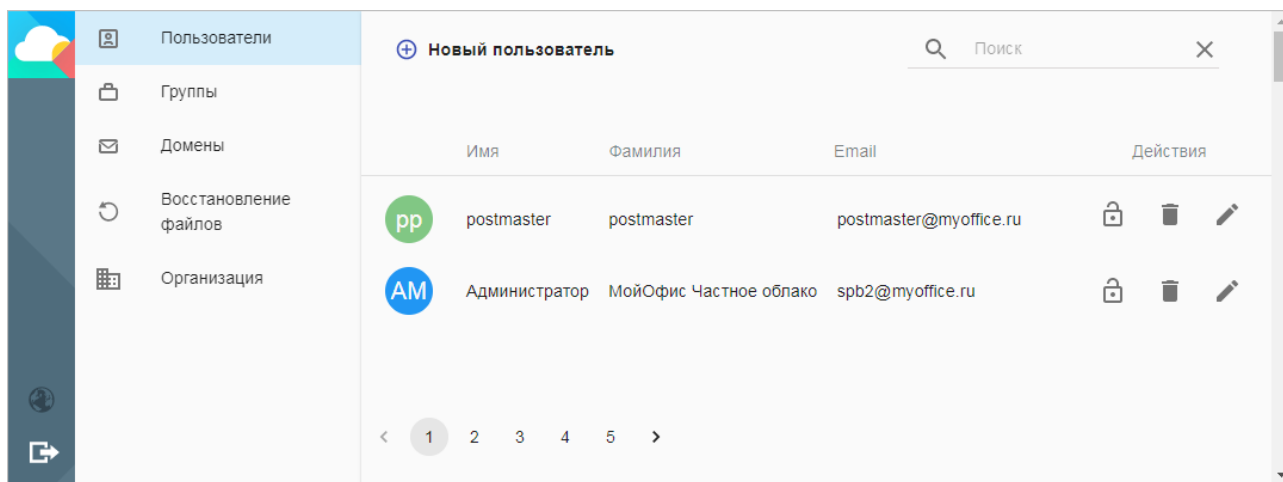 Пользователи
Группы
Домены
Восстановление
файлов
Организация
Новый пользователь
Поиск
Имя Фамилия Email Действия
pp postmaster postmaster postmaster@myoffice.ru
АМ Администратор МойОфис Частное облако spb2@myoffice.ru
1 2 3 4 5